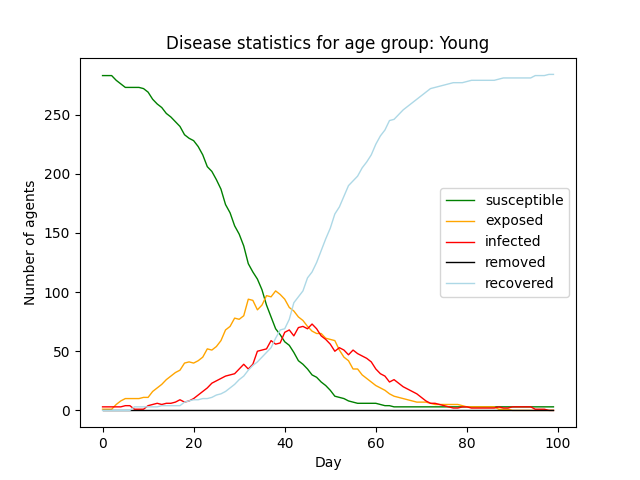 Disease statistics for age group: Young
Number of agents
250
200
150
100
50
0
susceptible
exposed
infected
removed
recovered
0 20 40 60 80 100
Day